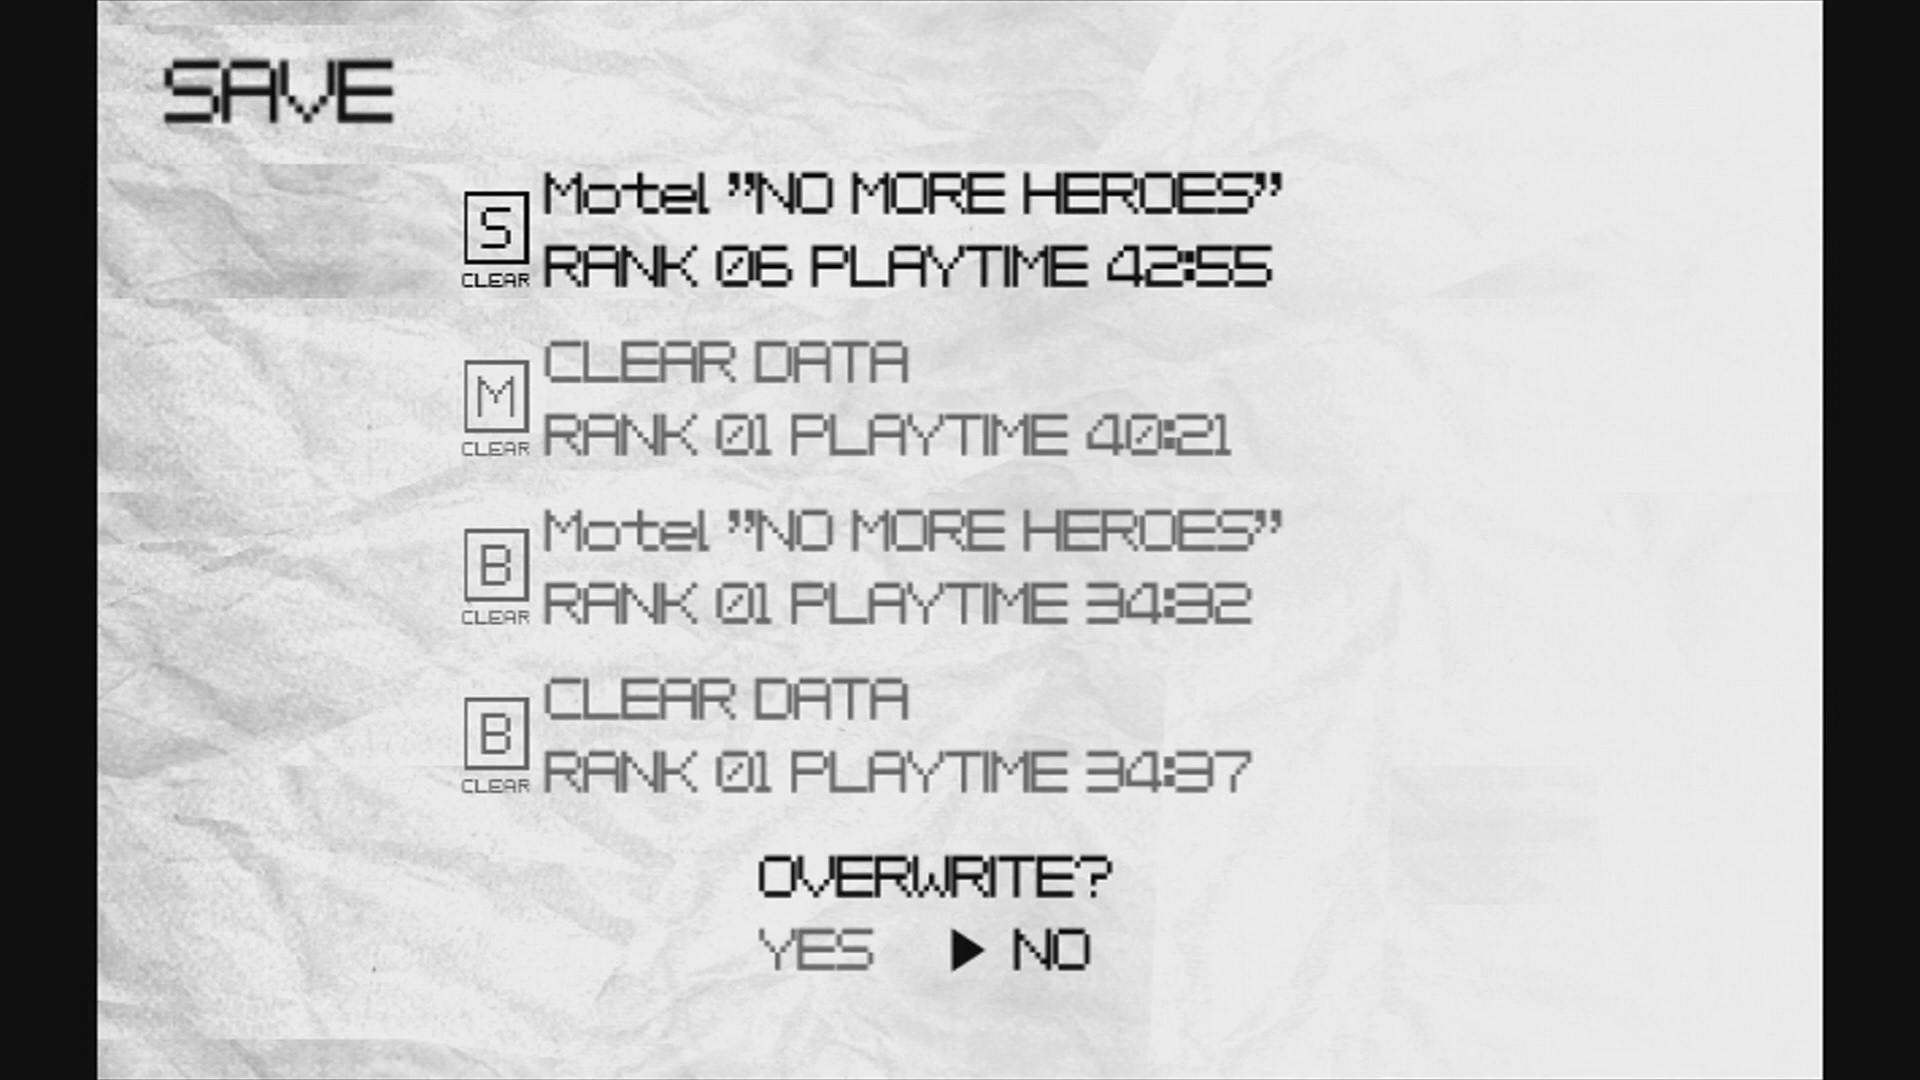 SAVE
S
CLEAR
Motel ”NO MORE HEROES”
RANK 06 PLAYTIME 42:55
M
CLEAR
CLEAR DATA
RANK 01 PLAYTIME 40:21
B
CLEAR
Motel ”NO MORE HEROES”
RANK 01 PLAYTIME 34:32
B
CLEAR
CLEAR DATA
RANK 01 PLAYTIME 34:37
OVERWRITE?
YES ▶ NO